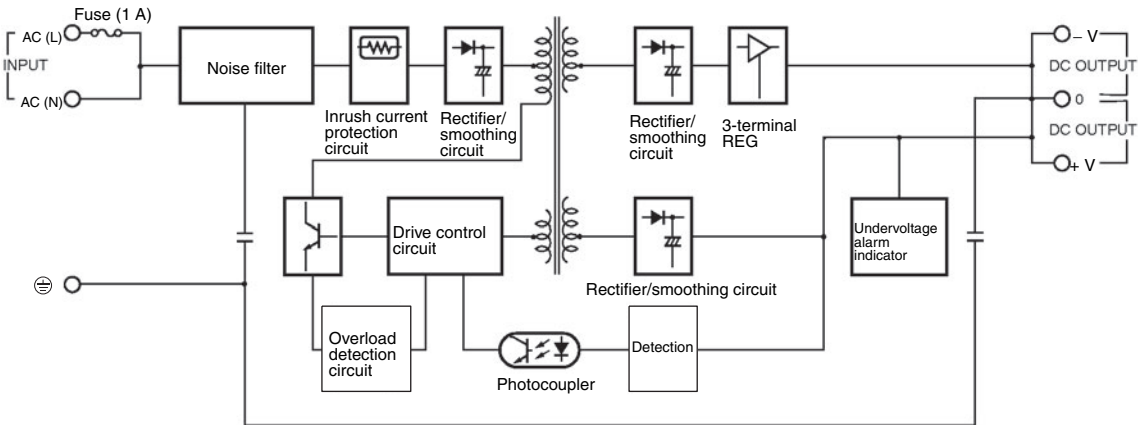 Fuse (1 A)
AC (L)
INPUT
AC (N)
Noise filter
Inrush current
protection
circuit
Rectifier/
smoothing
circuit
Rectifier/
smoothing
circuit
3-terminal
REG
– V
DC OUTPUT
0
DC OUTPUT
+ V
Drive control
circuit
Undervoltage
alarm
indicator
Rectifier/smoothing circuit
Overload
detection
circuit
Photocoupler
Detection